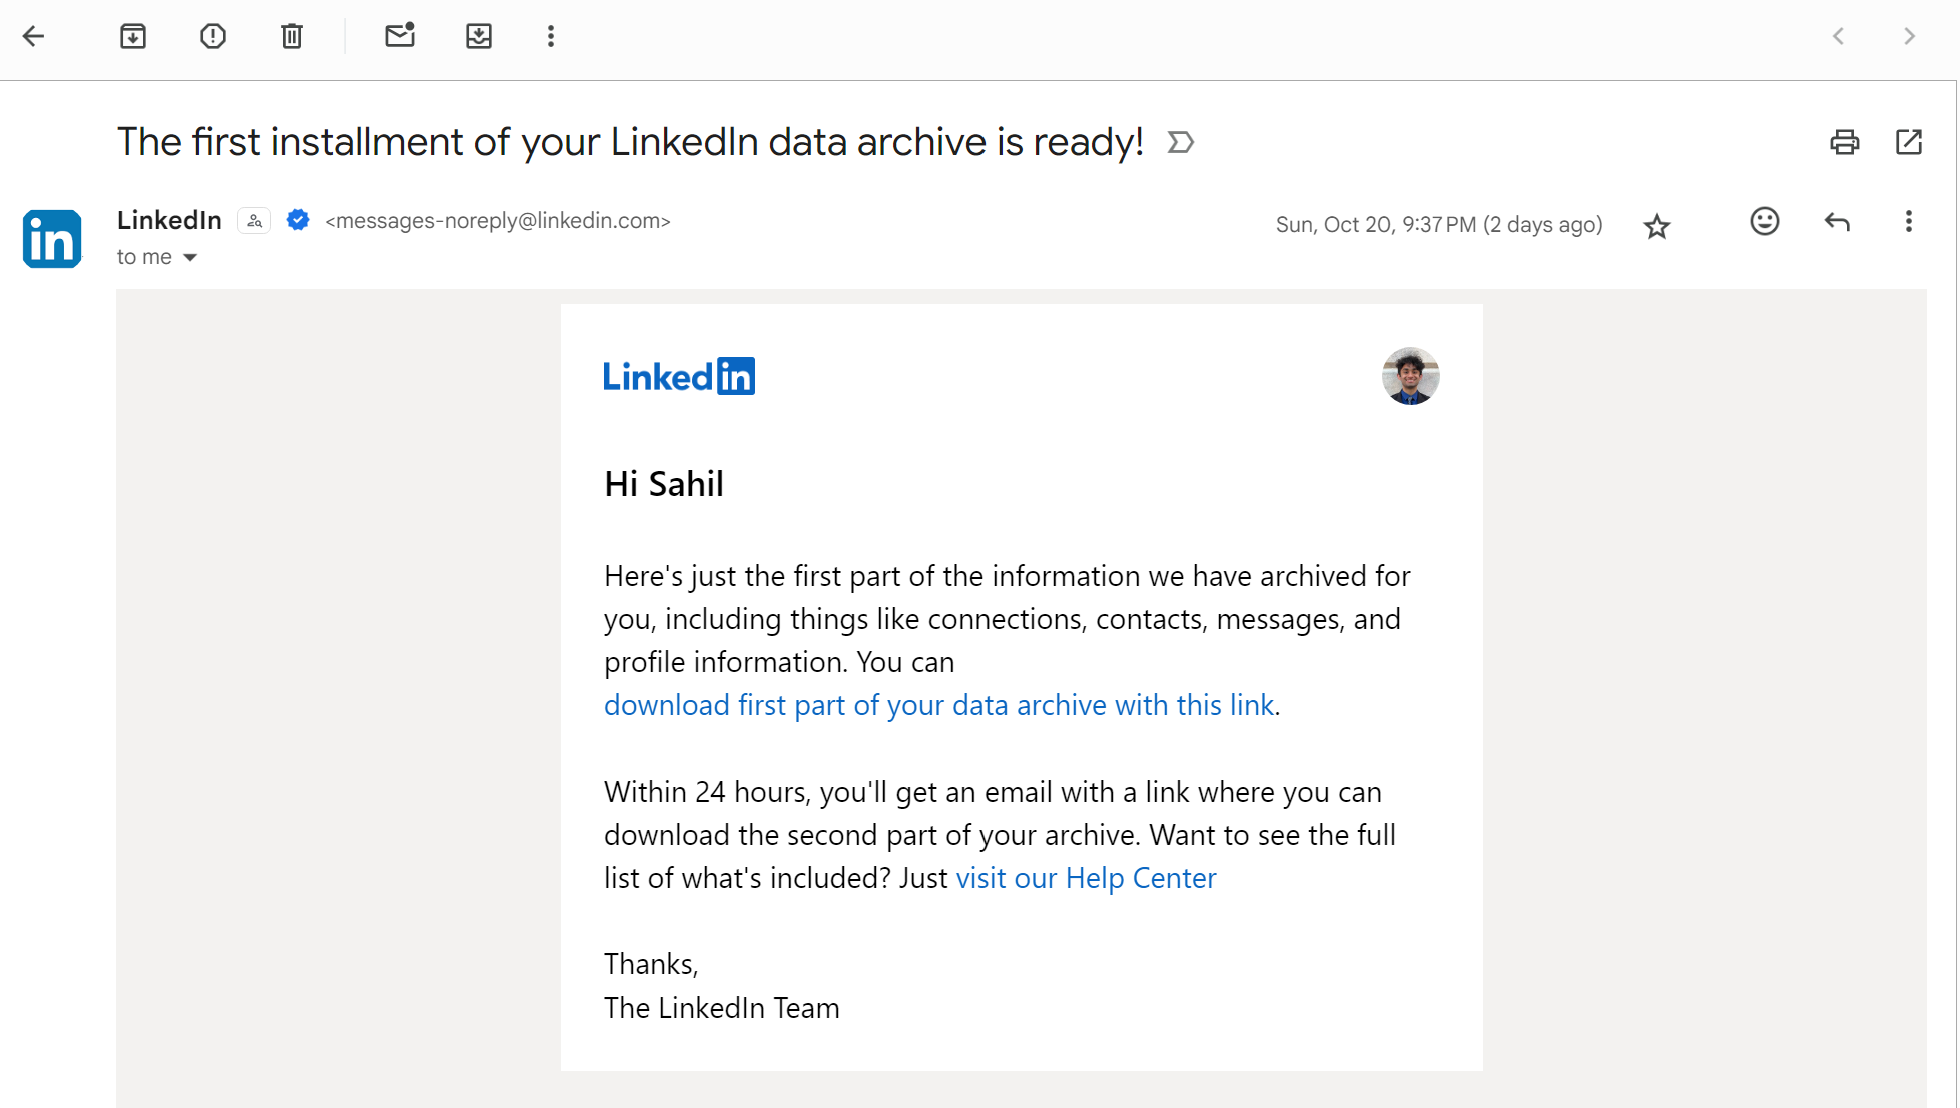 The first installment of your LinkedIn data archive is ready!
in
LinkedIn <messages-noreply@linkedin.com>
Sun, Oct 20, 9:37 PM (2 days ago)
to me
Linkedin
Hi Sahil
Here's just the first part of the information we have archived for
you, including things like connections, contacts, messages, and
profile information. You can
download first part of your data archive with this link.
Within 24 hours, you'll get an email with a link where you can
download the second part of your archive. Want to see the full
list of what's included? Just visit our Help Center
Thanks,
The LinkedIn Team